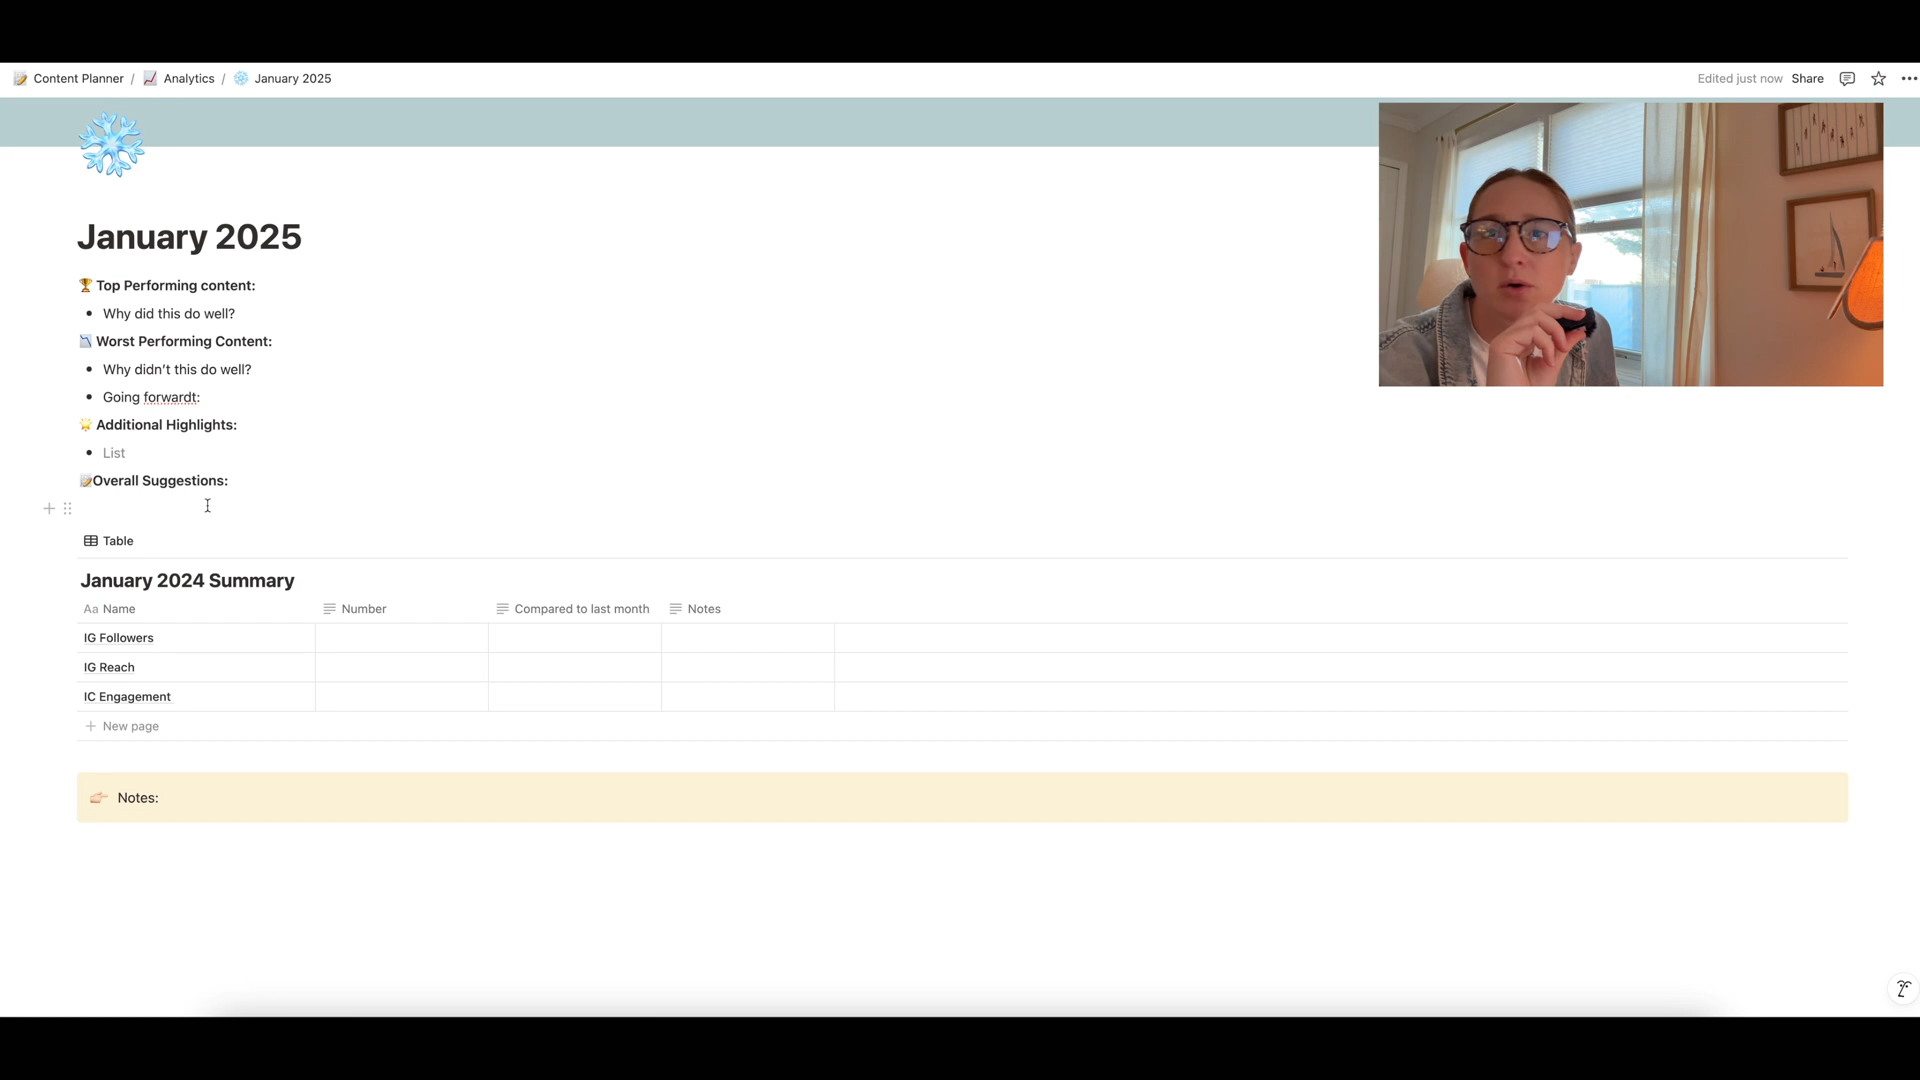 Content Planner / Analytics / January 2025
Edited just now Share
January 2025
Top Performing content:
Why did this do well?
Worst Performing Content:
Why didn't this do well?
Going forwardt:
Additional Highlights:
List
Overall Suggestions:
Table
January 2024 Summary
Aa Name Number Compared to last month Notes
IG Followers
IG Reach
IC Engagement
New page
Notes: